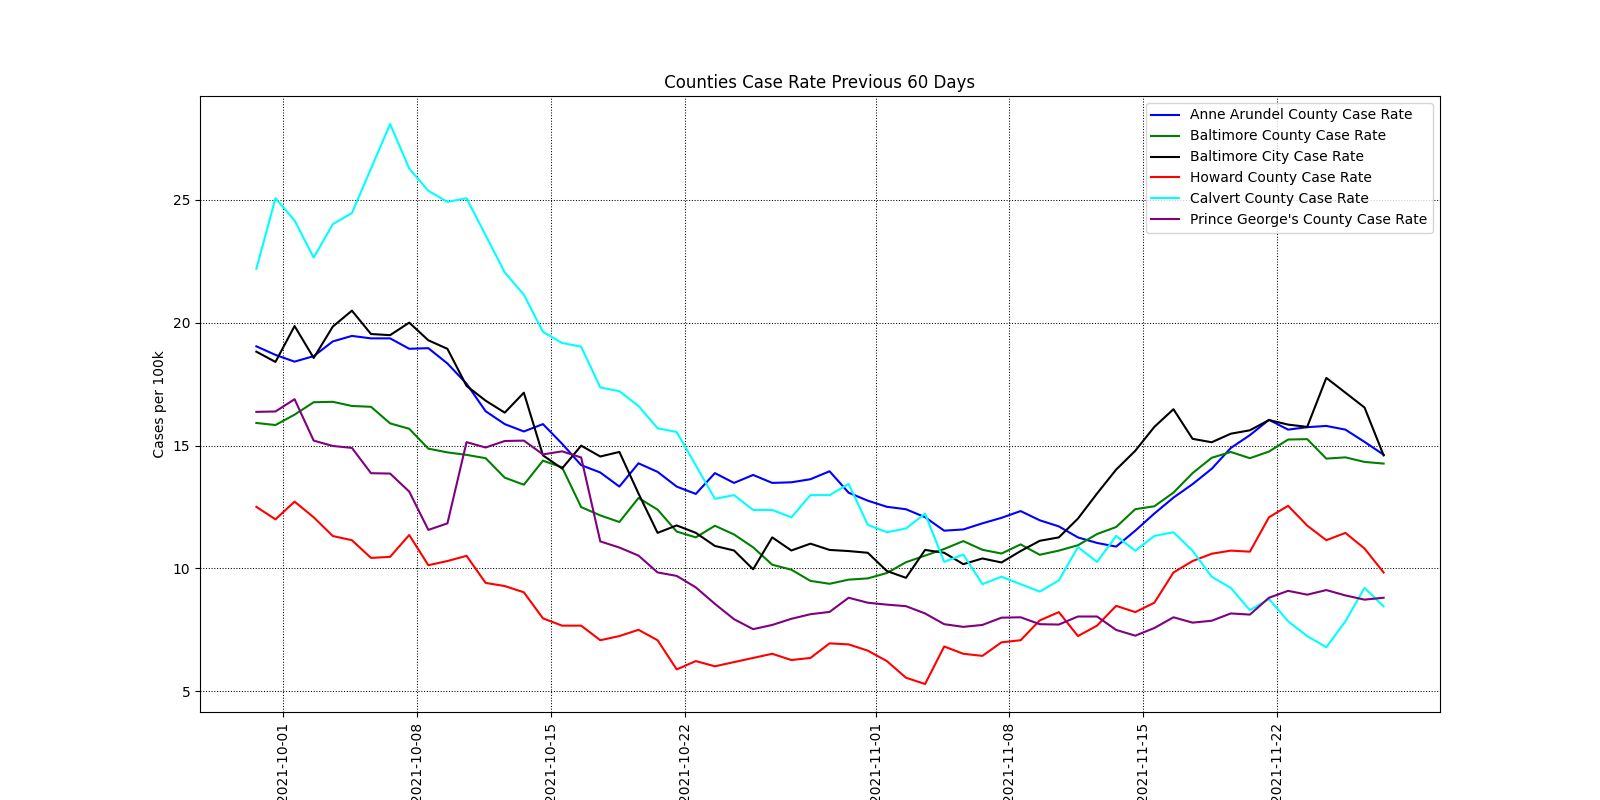 Counties Case Rate Previous 60 Days
Anne Arundel County Case Rate
Baltimore County Case Rate
Baltimore City Case Rate
Howard County Case Rate
Calvert County Case Rate
Prince George's County Case Rate
Cases per 100k
25
20
15
10
5
2021-10-01
2021-10-08
2021-10-15
2021-10-22
2021-11-01
2021-11-08
2021-11-15
2021-11-22